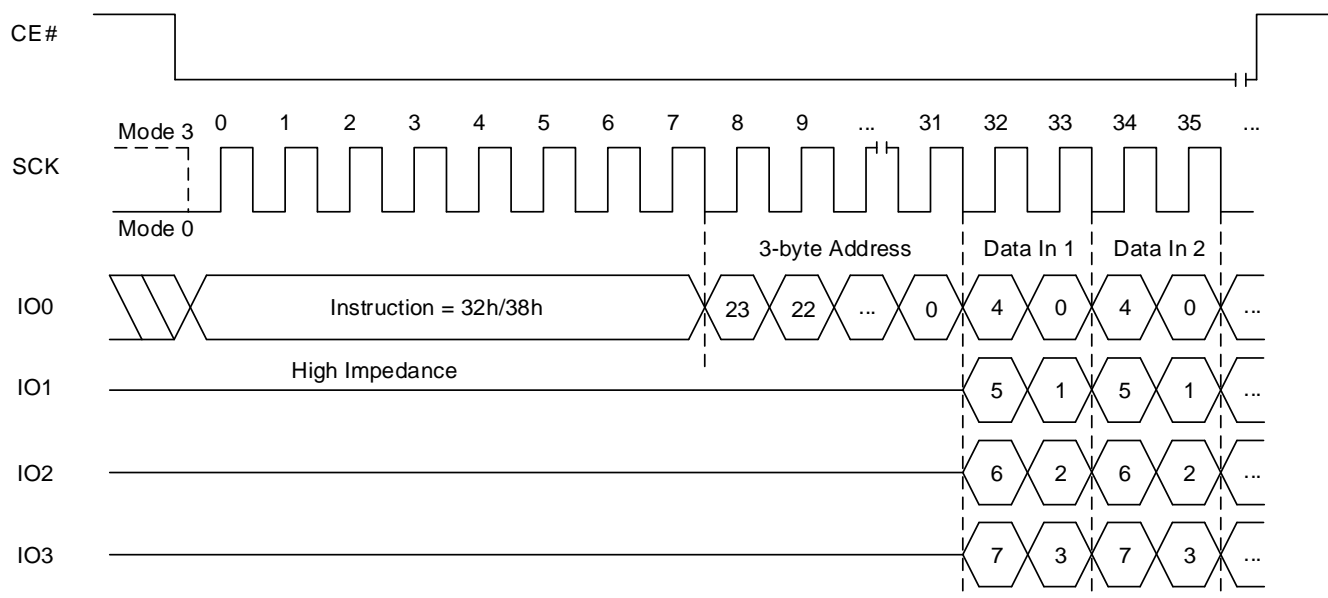 CE#
Mode 3 0 1 2 3 4 5 6 7 8 9 ... 31 32 33 34 35 ...
SCK
Mode 0
3-byte Address Data In 1 Data In 2
IO0 Instruction = 32h/38h 23 22 ... 0 4 0 4 0 ...
High Impedance
IO1 5 1 5 1 ...
IO2 6 2 6 2 ...
IO3 7 3 7 3 ...